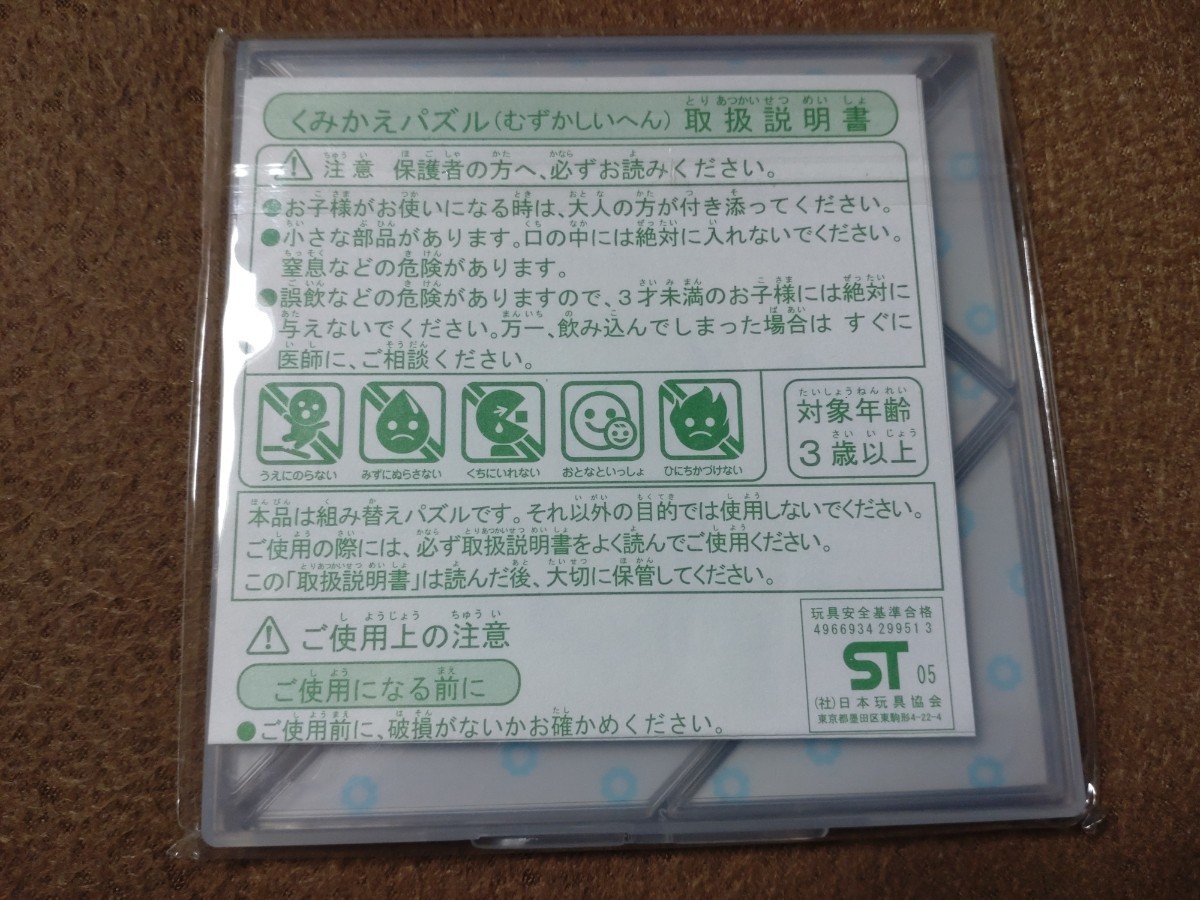 くみかえパズル(むずかしいへん) 取扱説明書
注意 保護者の方へ、必ずお読みください。
●お子様がお使いになる時は、大人の方が付き添ってください。
●小さな部品があります。口の中には絶対に入れないでください。
窒息などの危険があります。
●誤飲などの危険がありますので、3才未満のお子様には絶対に
与えないでください。万一、飲み込んでしまった場合は すぐに
医師に、ご相談ください。
うえにのらない みずにぬらさない くちにいれない おとなといっしょ ひにちかづけない
対象年齢
3歳以上
本品は組み替えパズルです。それ以外の目的では使用しないでください。
ご使用の際には、必ず取扱説明書をよく読んでご使用ください。
この「取扱説明書」は読んだ後、大切に保管してください。
ご使用上の注意
ご使用になる前に
●ご使用前に、破損がないかお確かめください。
玩具安全基準合格
4966934 29951 3
ST 05
(社)日本玩具協会
東京都墨田区東駒形4-22-4